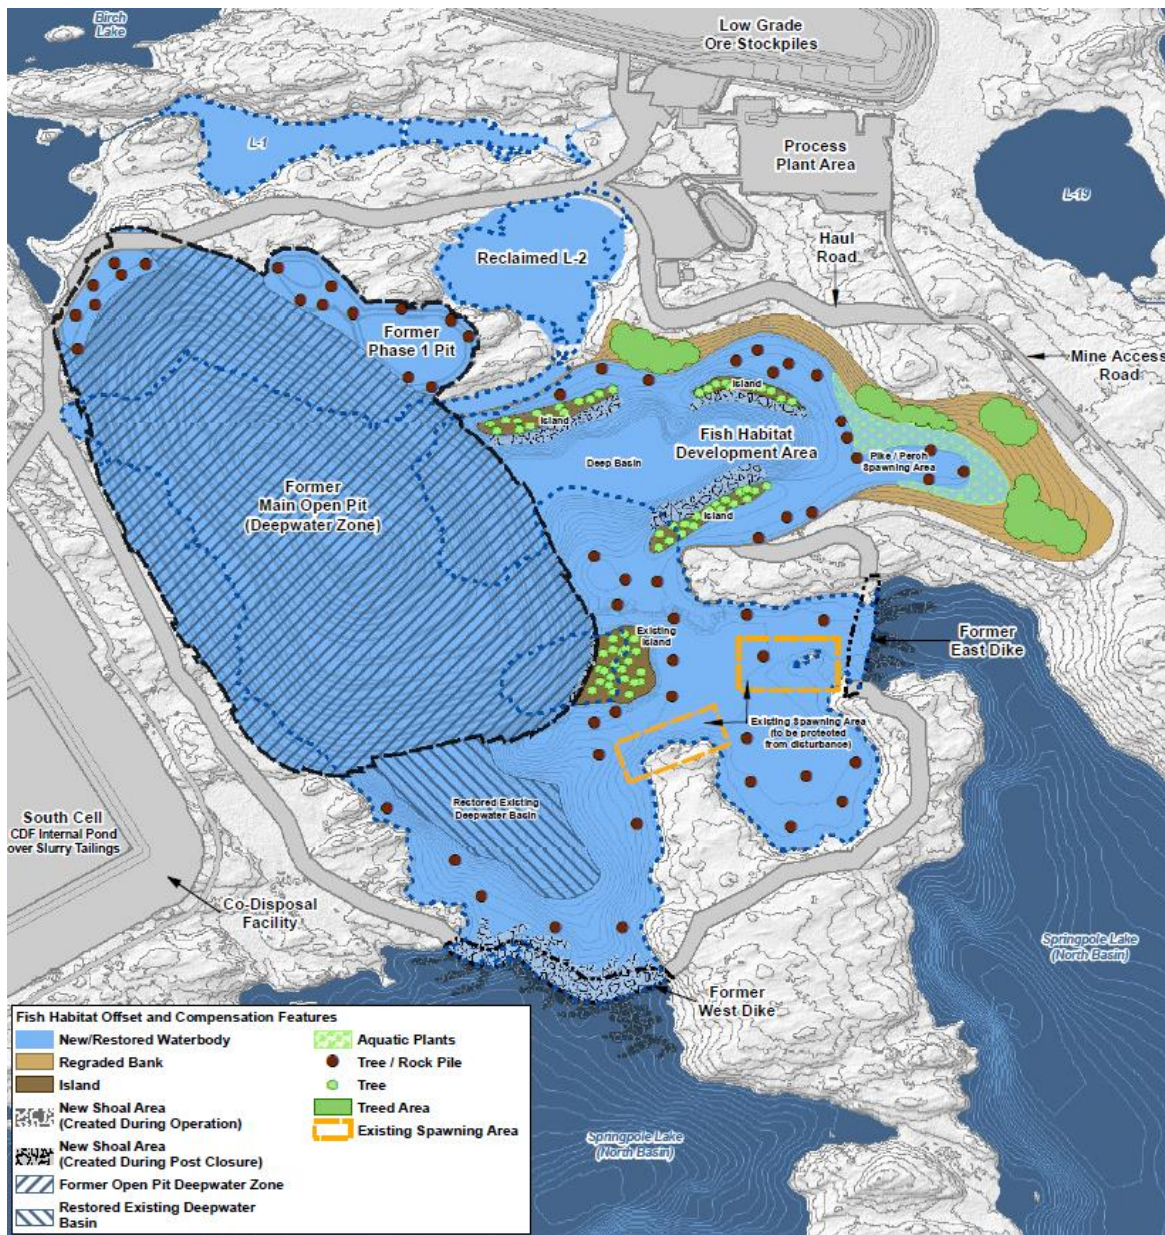 Birch
Lake
Low Grade
Ore Stockpiles
L-1
Process
Plant Area
L-19
Haul
Road
Reclaimed L-2
Former
Phase 1 Pit
Mine Access
Road
Island
Island
Fish Habitat
Development Area
Deep Basin
Pike / Perch
Spawning Area
Former
Main Open Pit
(Deepwater Zone)
Island
Existing
Island
Former
East Dike
Existing Spawning Area
(to be protected
from disturbance)
Restored Existing
Deepwater Basin
South Cell
CDF Internal Pond
over Slurry Tailings
Co-Disposal
Facility
Springpole Lake
(North Basin)
Former
West Dike
Springpole Lake
(North Basin)
Fish Habitat Offset and Compensation Features
New/Restored Waterbody
Regraded Bank
Island
New Shoal Area
(Created During Operation)
New Shoal Area
(Created During Post Closure)
Former Open Pit Deepwater Zone
Restored Existing Deepwater
Basin
Aquatic Plants
Tree / Rock Pile
Tree
Treed Area
Existing Spawning Area